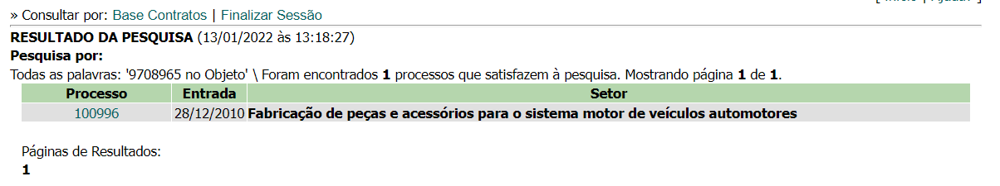 » Consultar por: Base Contratos | Finalizar Sessão
RESULTADO DA PESQUISA (13/01/2022 às 13:18:27)
Pesquisa por:
Todas as palavras: '9708965 no Objeto' \ Foram encontrados 1 processos que satisfazem à pesquisa. Mostrando página 1 de 1.
Processo Entrada Setor
100996 28/12/2010 Fabricação de peças e acessórios para o sistema motor de veículos automotores
Páginas de Resultados:
1